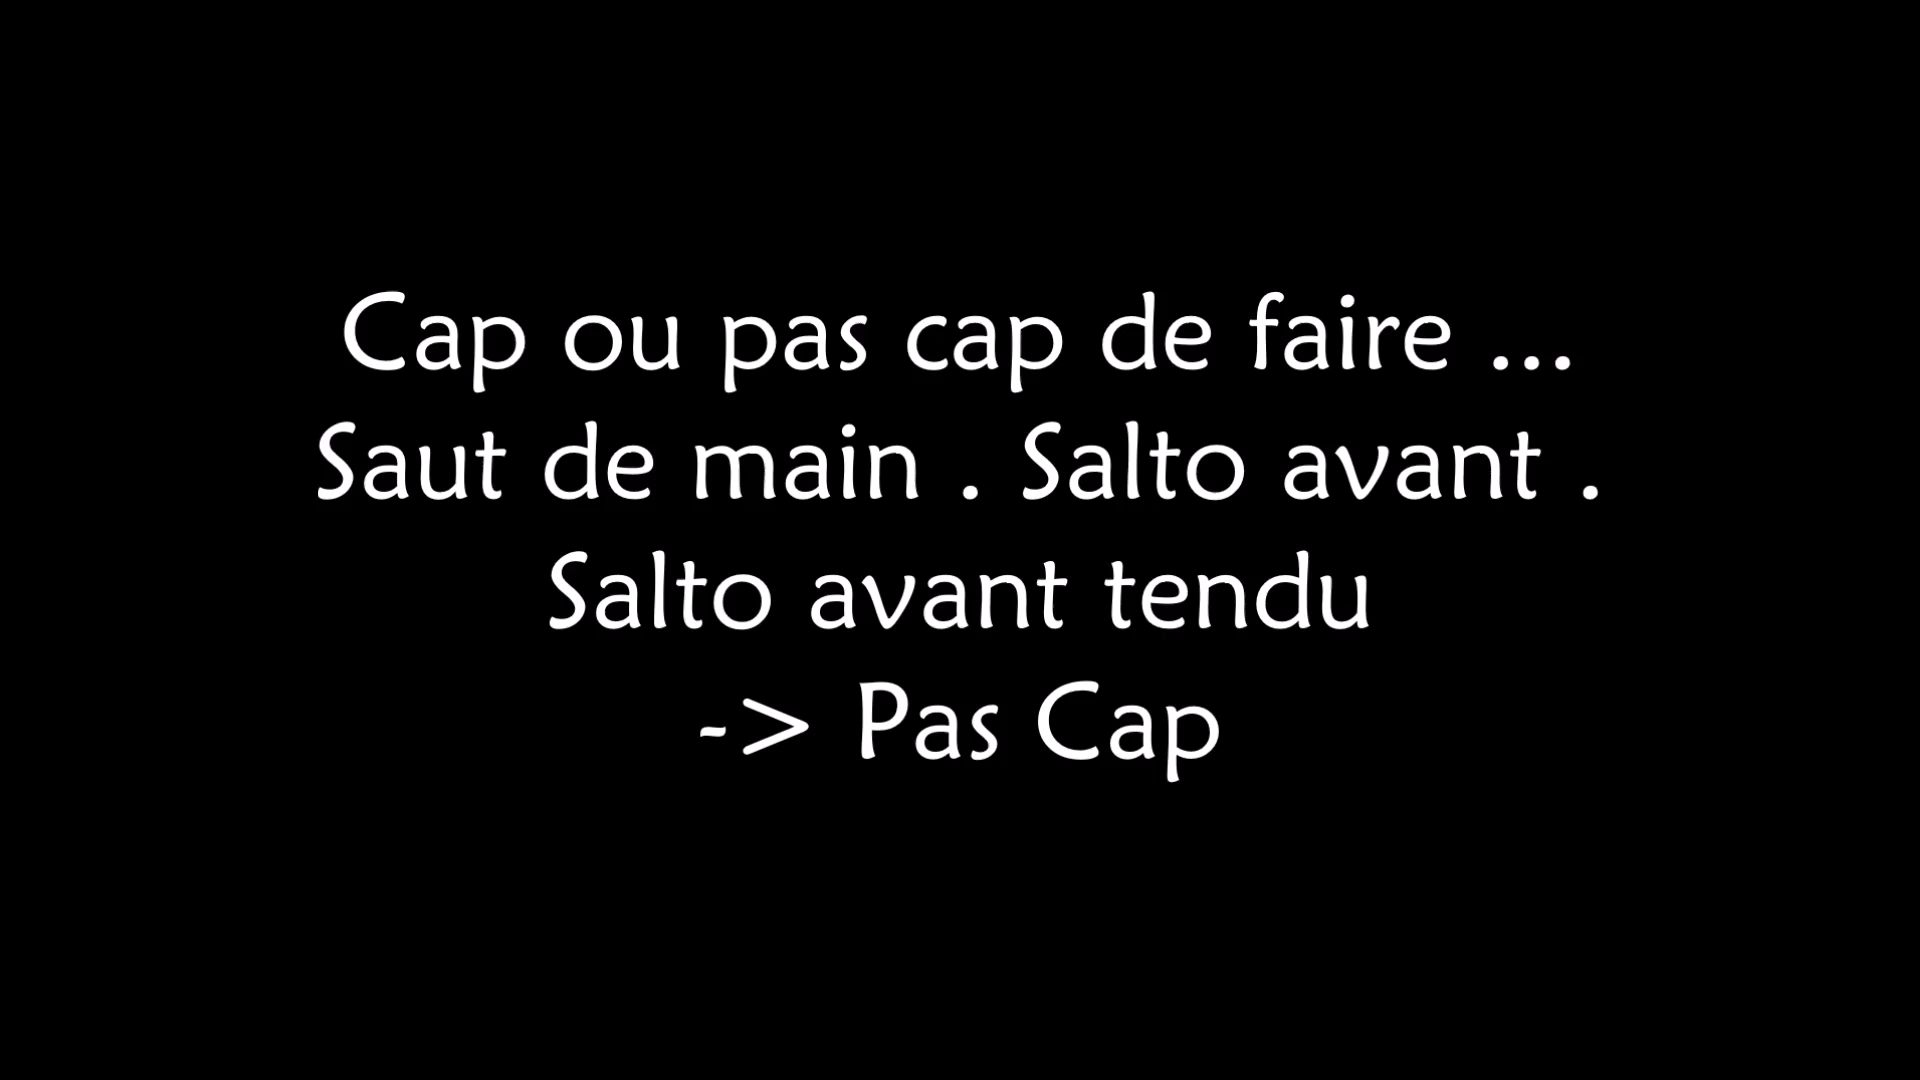 Cap ou pas cap de faire ...
Saut de main . Salto avant .
Salto avant tendu
-> Pas Cap